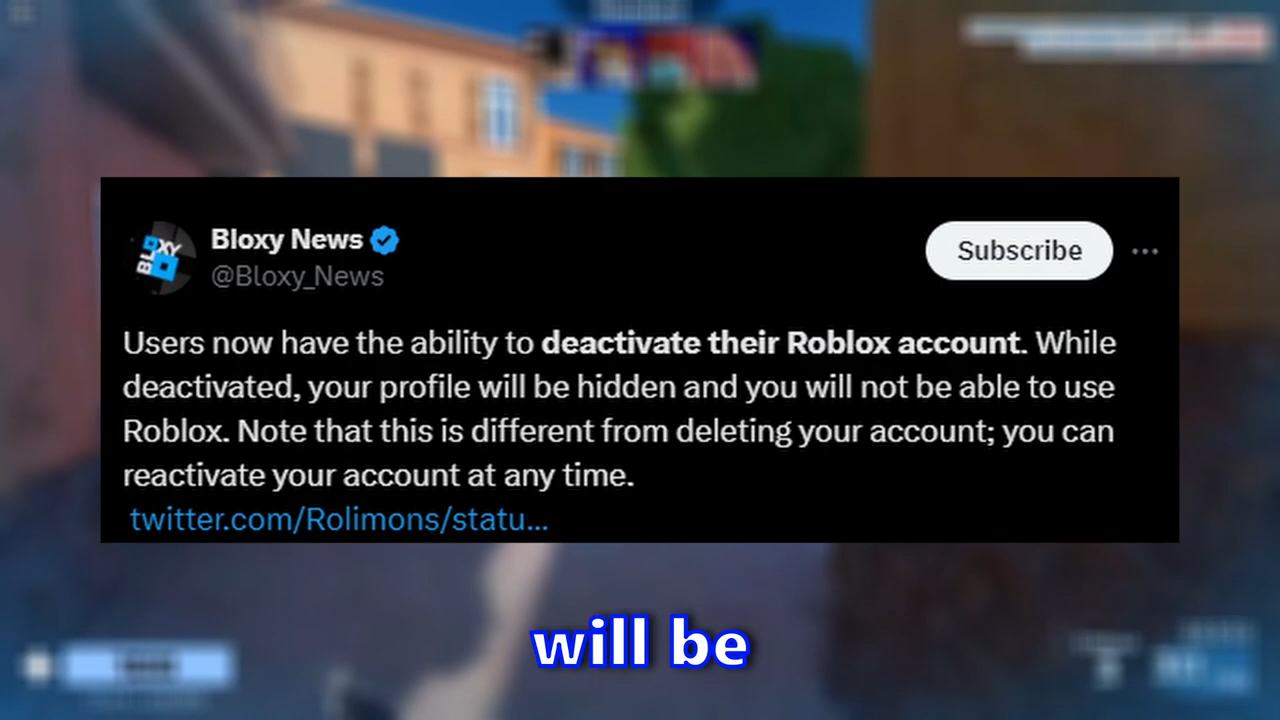 Bloxy News
@Bloxy_News
Subscribe
BLOXY
Users now have the ability to deactivate their Roblox account. While
deactivated, your profile will be hidden and you will not be able to use
Roblox. Note that this is different from deleting your account; you can
reactivate your account at any time.
twitter.com/Rolimons/statu...
will be